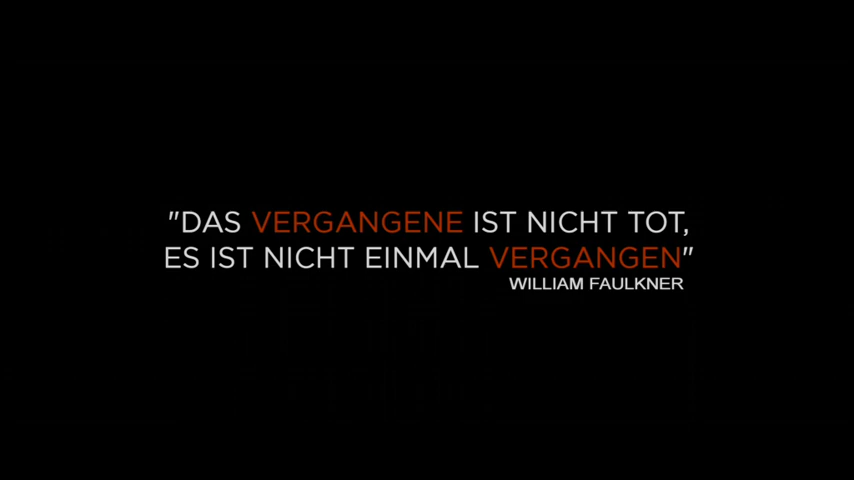 "DAS VERGANGENE IST NICHT TOT,
ES IST NICHT EINMAL VERGANGEN"
WILLIAM FAULKNER